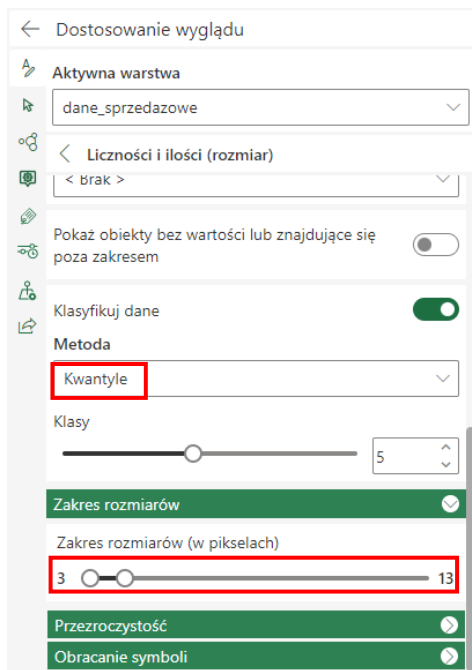 Dostosowanie wyglądu
Aktywna warstwa
dane_sprzedazowe
Liczności i ilości (rozmiar)
< Brak >
Pokaż obiekty bez wartości lub znajdujące się
poza zakresem
Klasyfikuj dane
Metoda
Kwantyle
Klasy
5
Zakres rozmiarów
Zakres rozmiarów (w pikselach)
3 13
Przezroczystość
Obracanie symboli